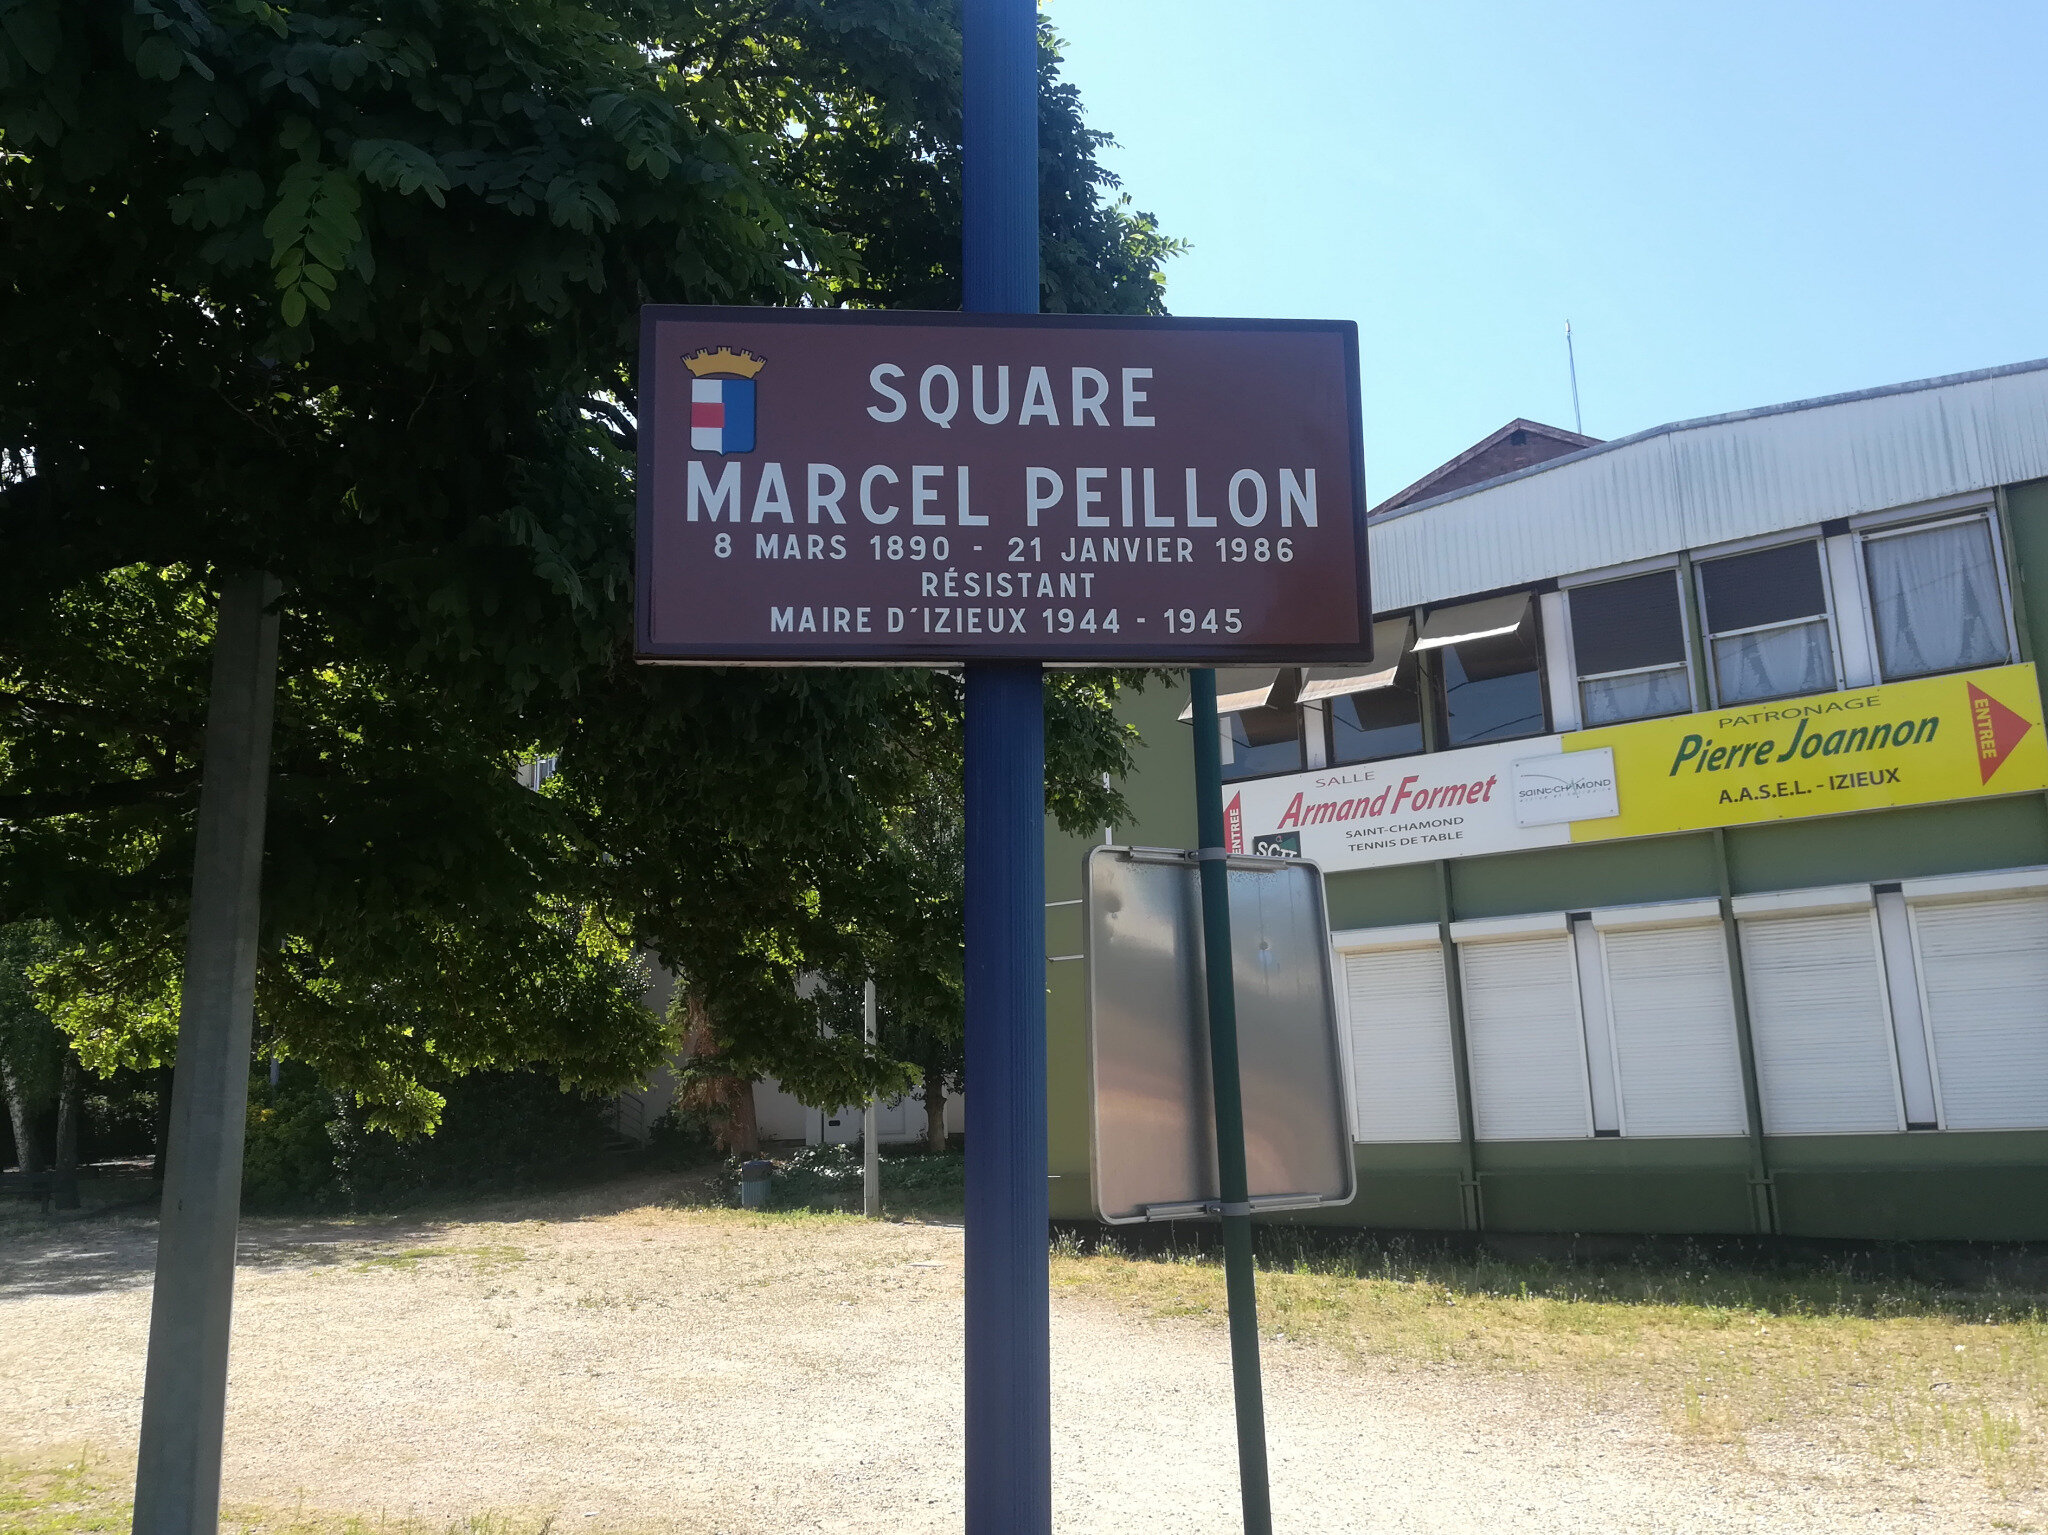 SQUARE
MARCEL PEILLON
8 MARS 1890 - 21 JANVIER 1986
RÉSISTANT
MAIRE D'IZIEUX 1944 - 1945
PATRONAGE
Pierre Joannon
A.A.S.E.L. - IZIEUX
ENTREE
SALLE
Armand Formet
SAINT-CHAMOND
TENNIS DE TABLE
ENTREE
SAINT-CHAMOND